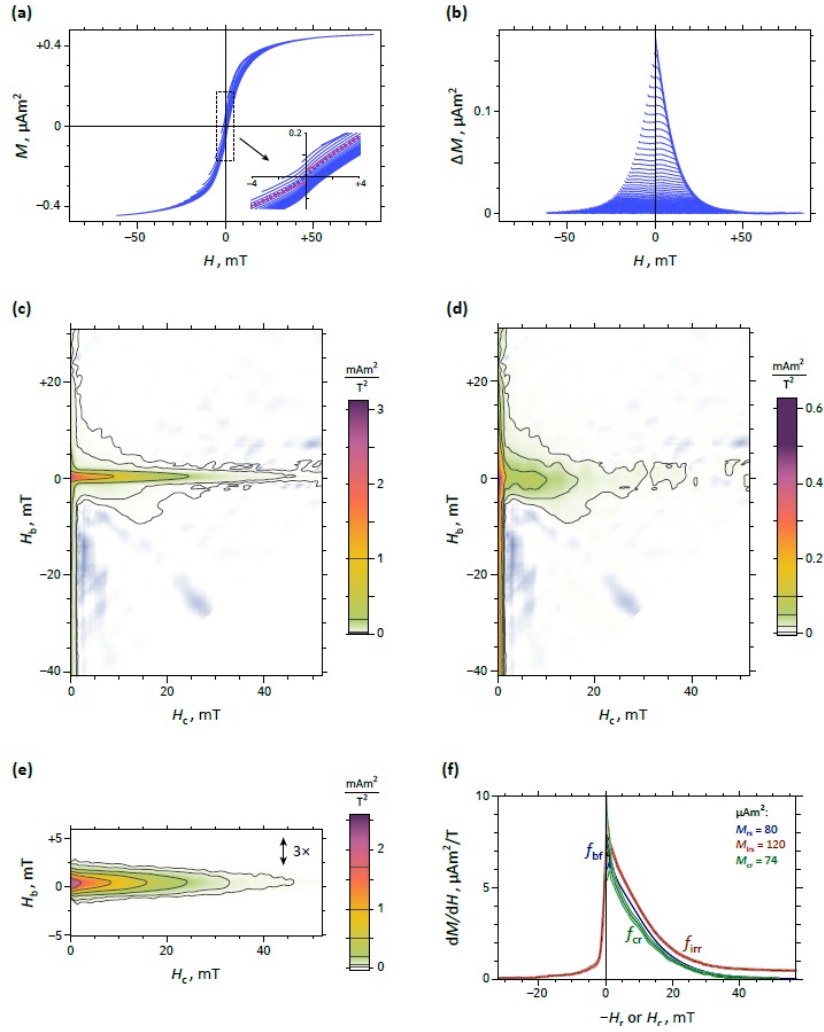 (a)
+0.4
M, µAm²
0
−0.4
0.2
−4
+4
−50
0
+50
H, mT
(b)
0.1
ΔM, µAm²
0
−50
0
+50
H, mT
(c)
+20
0
−20
−40
H_b, mT
0
20
40
H_c, mT
mAm²
T²
3
2
1
0
(d)
+20
0
−20
−40
H_b, mT
0
20
40
H_c, mT
mAm²
T²
0.6
0.4
0.2
0
(e)
+5
0
−5
H_b, mT
3×
0
20
40
H_c, mT
mAm²
T²
2
1
0
(f)
10
5
0
dM/dH, µAm²/T
µAm²:
M_rs = 80
M_irs = 120
M_cr = 74
f_bf
f_cr
f_irr
−20
0
20
40
−H_r or H_c, mT